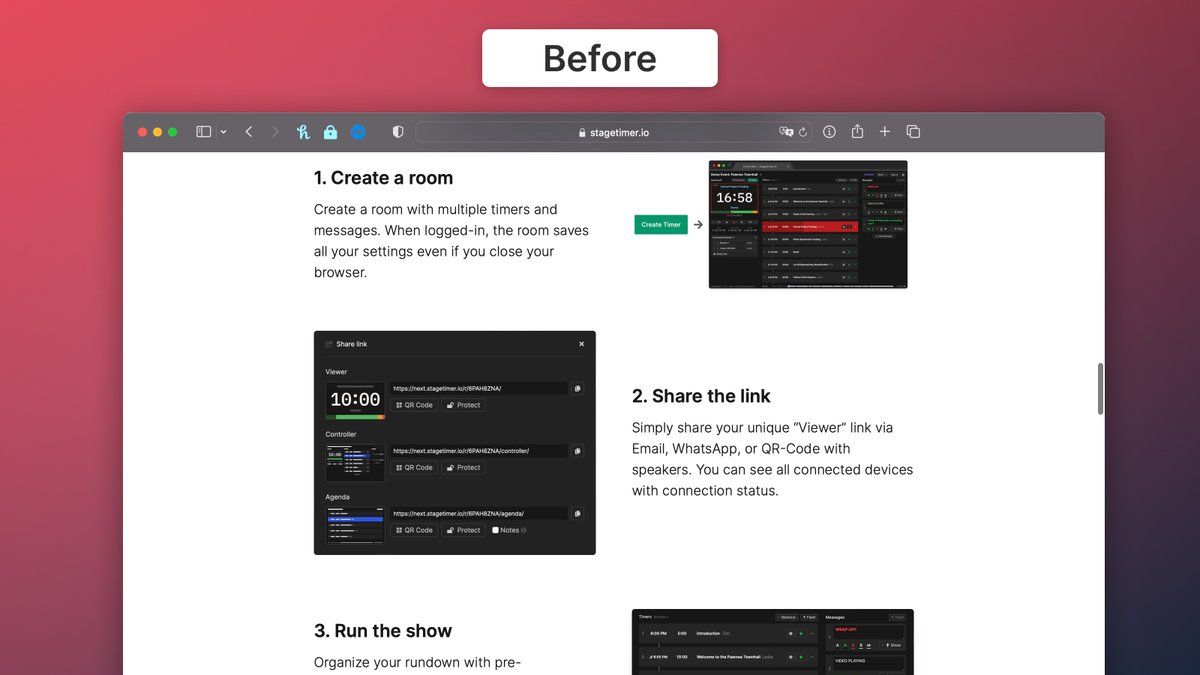 Before
stagetimer.io
1. Create a room
Create a room with multiple timers and
messages. When logged-in, the room saves
all your settings even if you close your
browser.
Create Timer
16:58
Share link
Viewer
10:00
https://next.stagetimer.io/r/6PAH8ZNA/
QR Code Protect
Controller
https://next.stagetimer.io/r/6PAH8ZNA/controller/
QR Code Protect
Agenda
https://next.stagetimer.io/r/6PAH8ZNA/agenda/
QR Code Protect Notes
2. Share the link
Simply share your unique “Viewer” link via
Email, WhatsApp, or QR-Code with
speakers. You can see all connected devices
with connection status.
3. Run the show
Organize your rundown with pre-
Timers
Blackout Flash
Messages
1 6:00 PM 5:00 Introduction Tom
WRAP UP!!
Show
10:00 Welcome to the Pawnee Townhall Leslie
VIDEO PLAYING